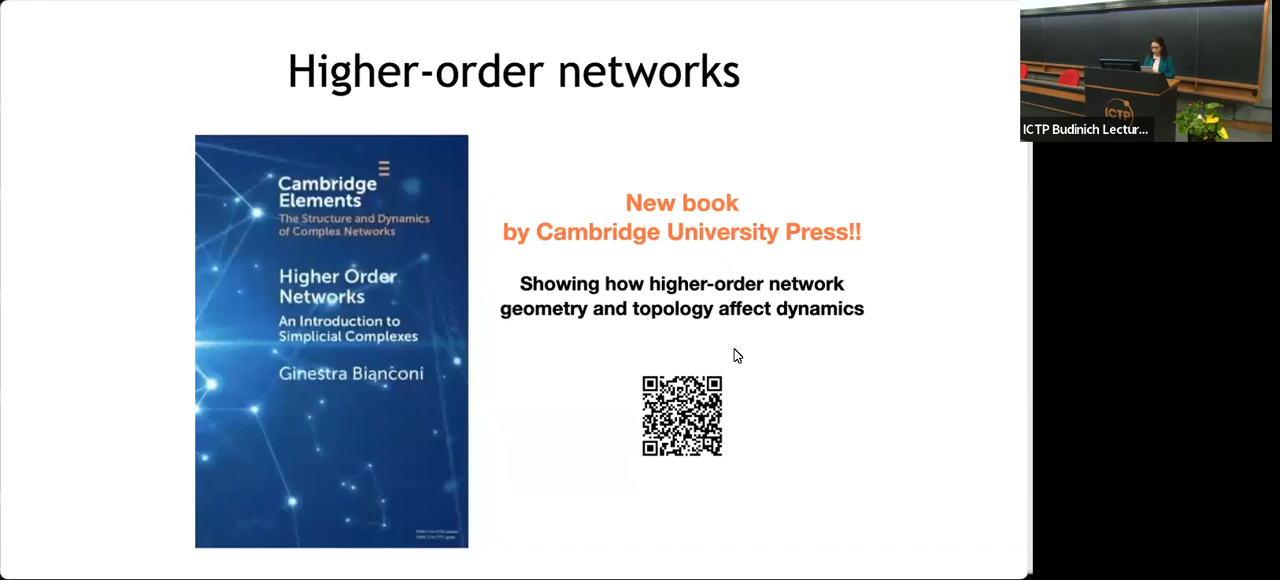 Higher-order networks
Cambridge
Elements
The Structure and Dynamics
of Complex Networks
Higher Order
Networks
An Introduction to
Simplicial Complexes
Ginestra Bianconi
New book
by Cambridge University Press!!
Showing how higher-order network
geometry and topology affect dynamics
ICTP
ICTP Budinich Lectur...